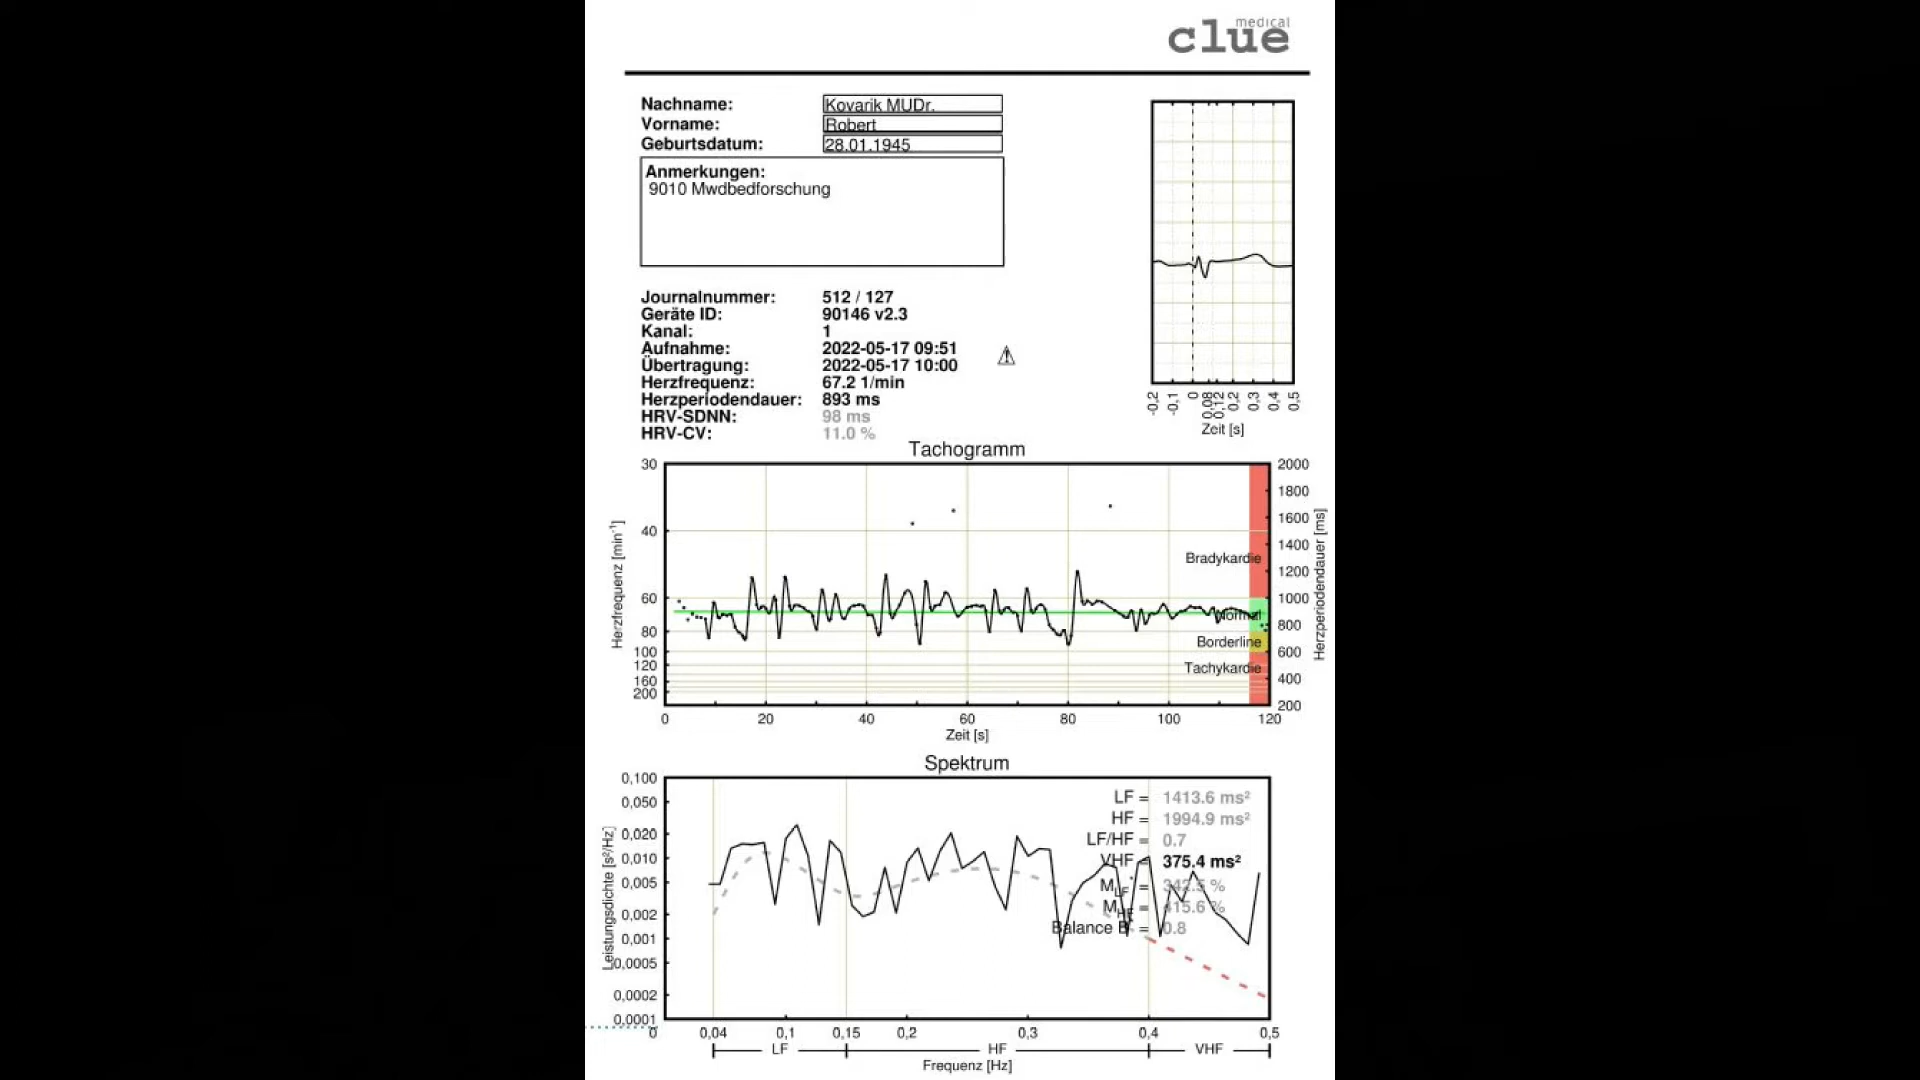 medical
clue
Nachname: Kovarik MUDr.
Vorname: Robert
Geburtsdatum: 28.01.1945
Anmerkungen:
9010 Mwdbedforschung
Journalnummer: 512 / 127
Geräte ID: 90146 v2.3
Kanal: 1
Aufnahme: 2022-05-17 09:51
Übertragung: 2022-05-17 10:00
Herzfrequenz: 67.2 1/min
Herzperiodendauer: 893 ms
HRV-SDNN: 98 ms
HRV-CV: 11.0 %
-0,2 -0,1 0 0,08 0,12 0,2 0,3 0,4 0,5
Zeit [s]
Tachogramm
Herzfrequenz [min⁻¹]
30
40
60
80
100
120
160
200
Bradykardie
Normal
Borderline
Tachykardie
2000
1800
1600
1400
1200
1000
800
600
400
200
Herzperiodendauer [ms]
0 20 40 60 80 100 120
Zeit [s]
Spektrum
Leistungsdichte [s²/Hz]
0,100
0,050
0,020
0,010
0,005
0,002
0,001
0,0005
0,0002
0,0001
LF = 1413.6 ms²
HF = 1994.9 ms²
LF/HF = 0.7
VHF = 375.4 ms²
M LF = 342.5 %
M HF = 415.6 %
Balance B = 0.8
0 0,04 0,1 0,15 0,2 0,3 0,4 0,5
LF HF VHF
Frequenz [Hz]